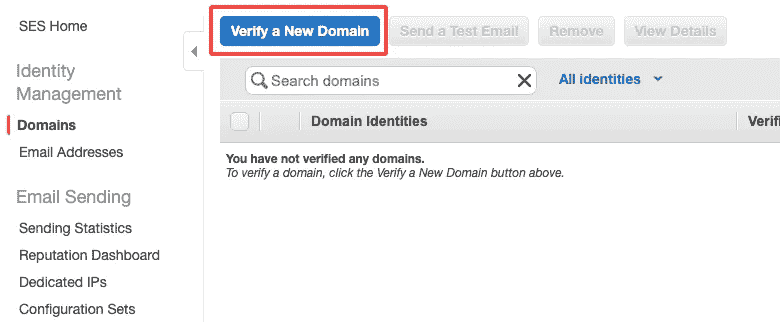 SES Home
Identity
Management
Domains
Email Addresses
Email Sending
Sending Statistics
Reputation Dashboard
Dedicated IPs
Configuration Sets
Verify a New Domain
Send a Test Email
Remove
View Details
Search domains
All identities
Domain Identities
Verifi
You have not verified any domains.
To verify a domain, click the Verify a New Domain button above.